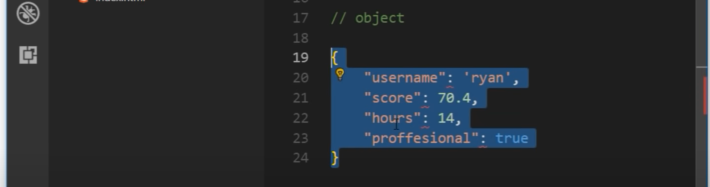 17 // object
18
19 {
20 "username": 'ryan',
21 "score": 70.4,
22 "hours": 14,
23 "proffesional": true
24 }